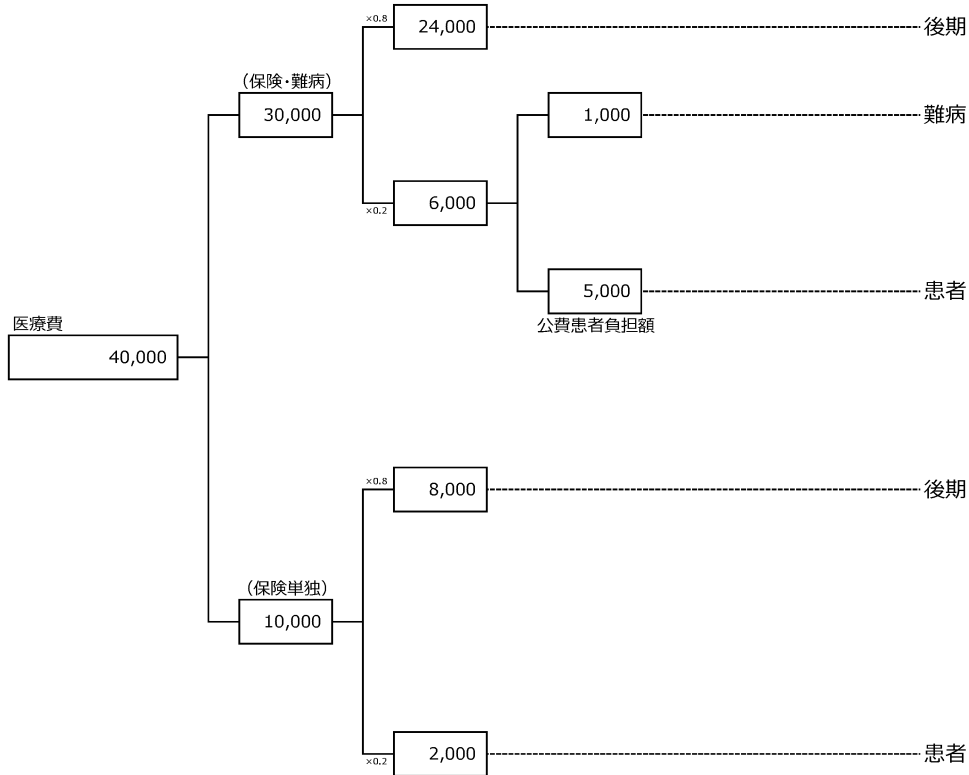 ×0.8
24,000
後期
(保険・難病)
30,000
1,000
難病
×0.2
6,000
5,000
患者
公費患者負担額
医療費
40,000
×0.8
8,000
後期
(保険単独)
10,000
×0.2
2,000
患者